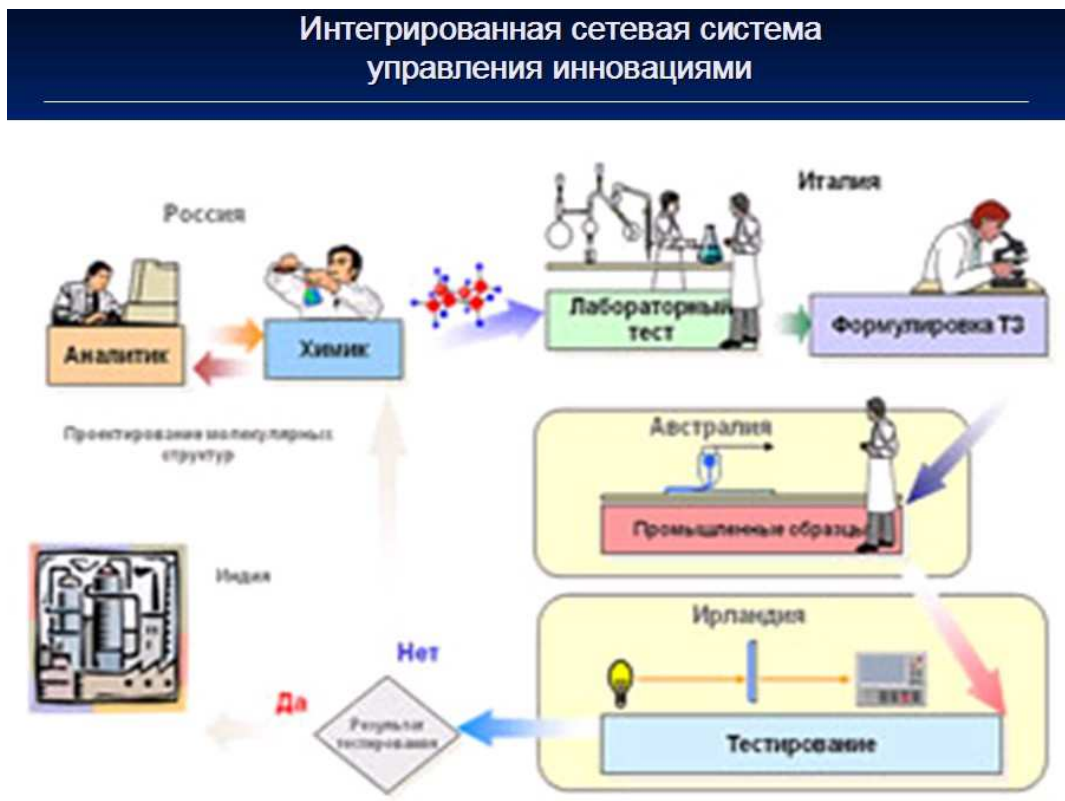 Интегрированная сетевая система
управления инновациями
Россия
Италия
Аналитик
Химик
Лабораторный
тест
Формулировка ТЗ
Проектирование молекулярных
структур
Австралия
Промышленные образцы
Индия
Ирландия
Нет
Да
Результат
тестирования
Тестирование